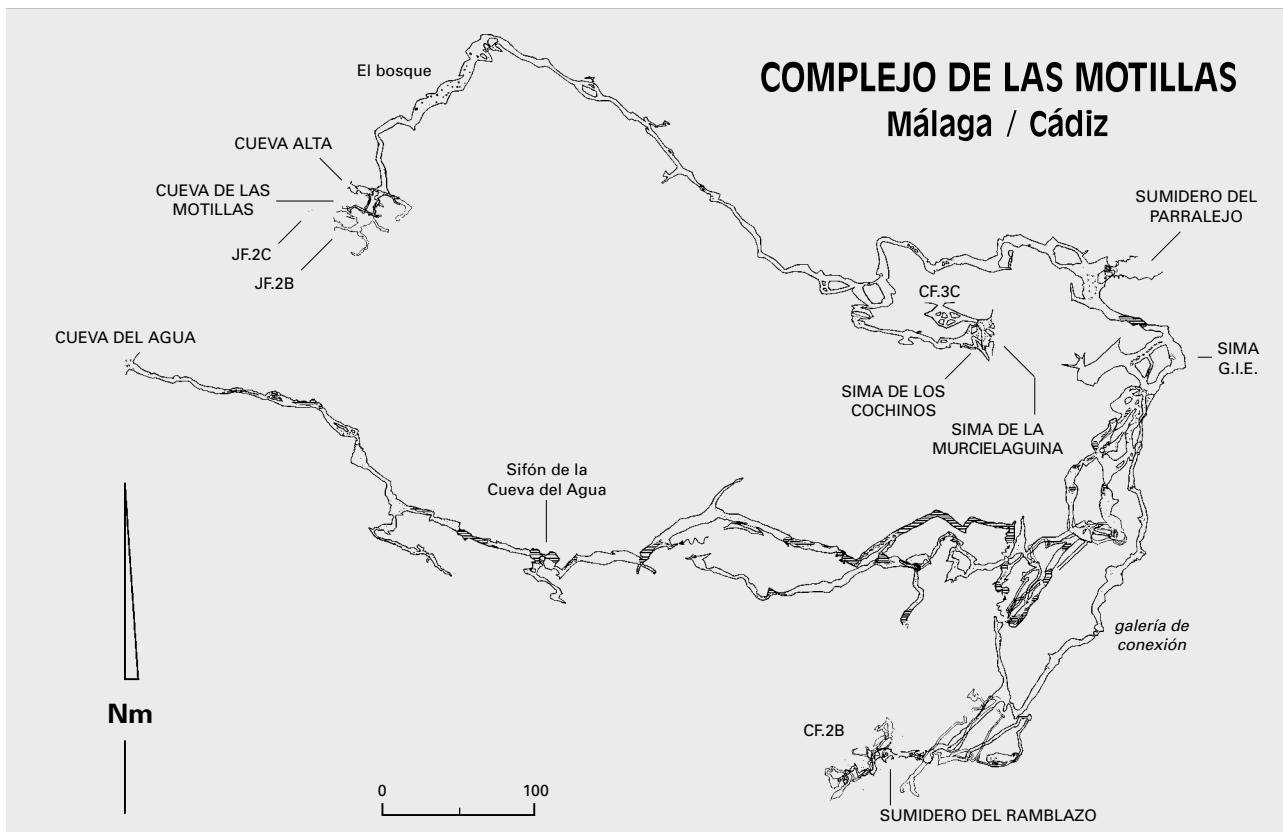 COMPLEJO DE LAS MOTILLAS
Málaga / Cádiz
El bosque
CUEVA ALTA
CUEVA DE LAS
MOTILLAS
JF.2C
JF.2B
SUMIDERO DEL
PARRALEJO
CF.3C
CUEVA DEL AGUA
SIMA
G.I.E.
SIMA DE LOS
COCHINOS
SIMA DE LA
MURCIELAGUINA
Sifón de la
Cueva del Agua
galería de
conexión
Nm
CF.2B
0 100
SUMIDERO DEL RAMBLAZO